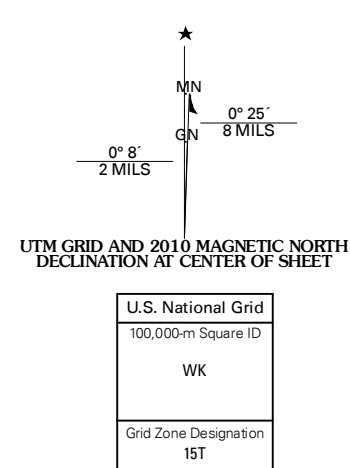 ★
MN
0° 25´
8 MILS
GN
0° 8´
2 MILS
UTM GRID AND 2010 MAGNETIC NORTH
DECLINATION AT CENTER OF SHEET
U.S. National Grid
100,000-m Square ID
WK
Grid Zone Designation
15T